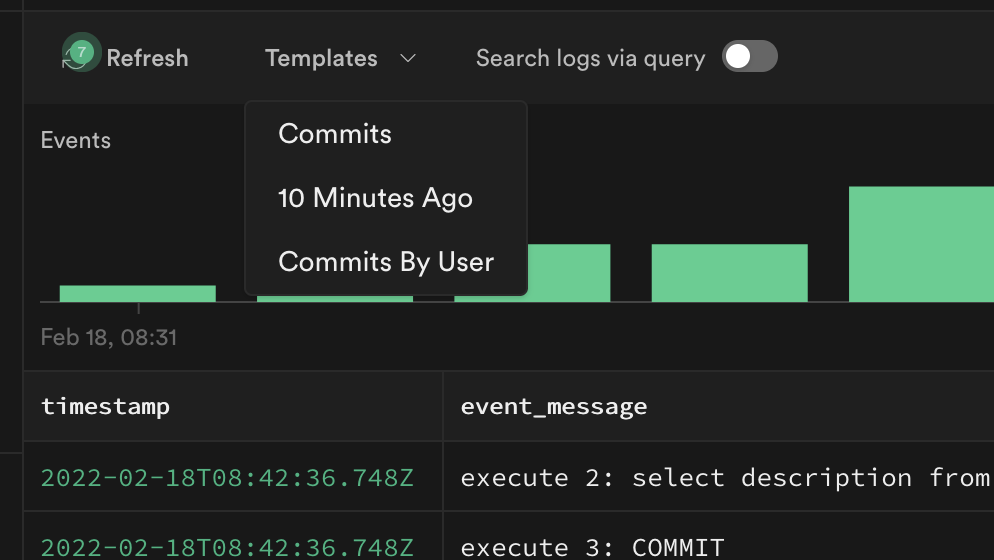 7 Refresh Templates Search logs via query
Commits
Events
10 Minutes Ago
Commits By User
Feb 18, 08:31
timestamp event_message
2022-02-18T08:42:36.748Z execute 2: select description from
2022-02-18T08:42:36.748Z execute 3: COMMIT